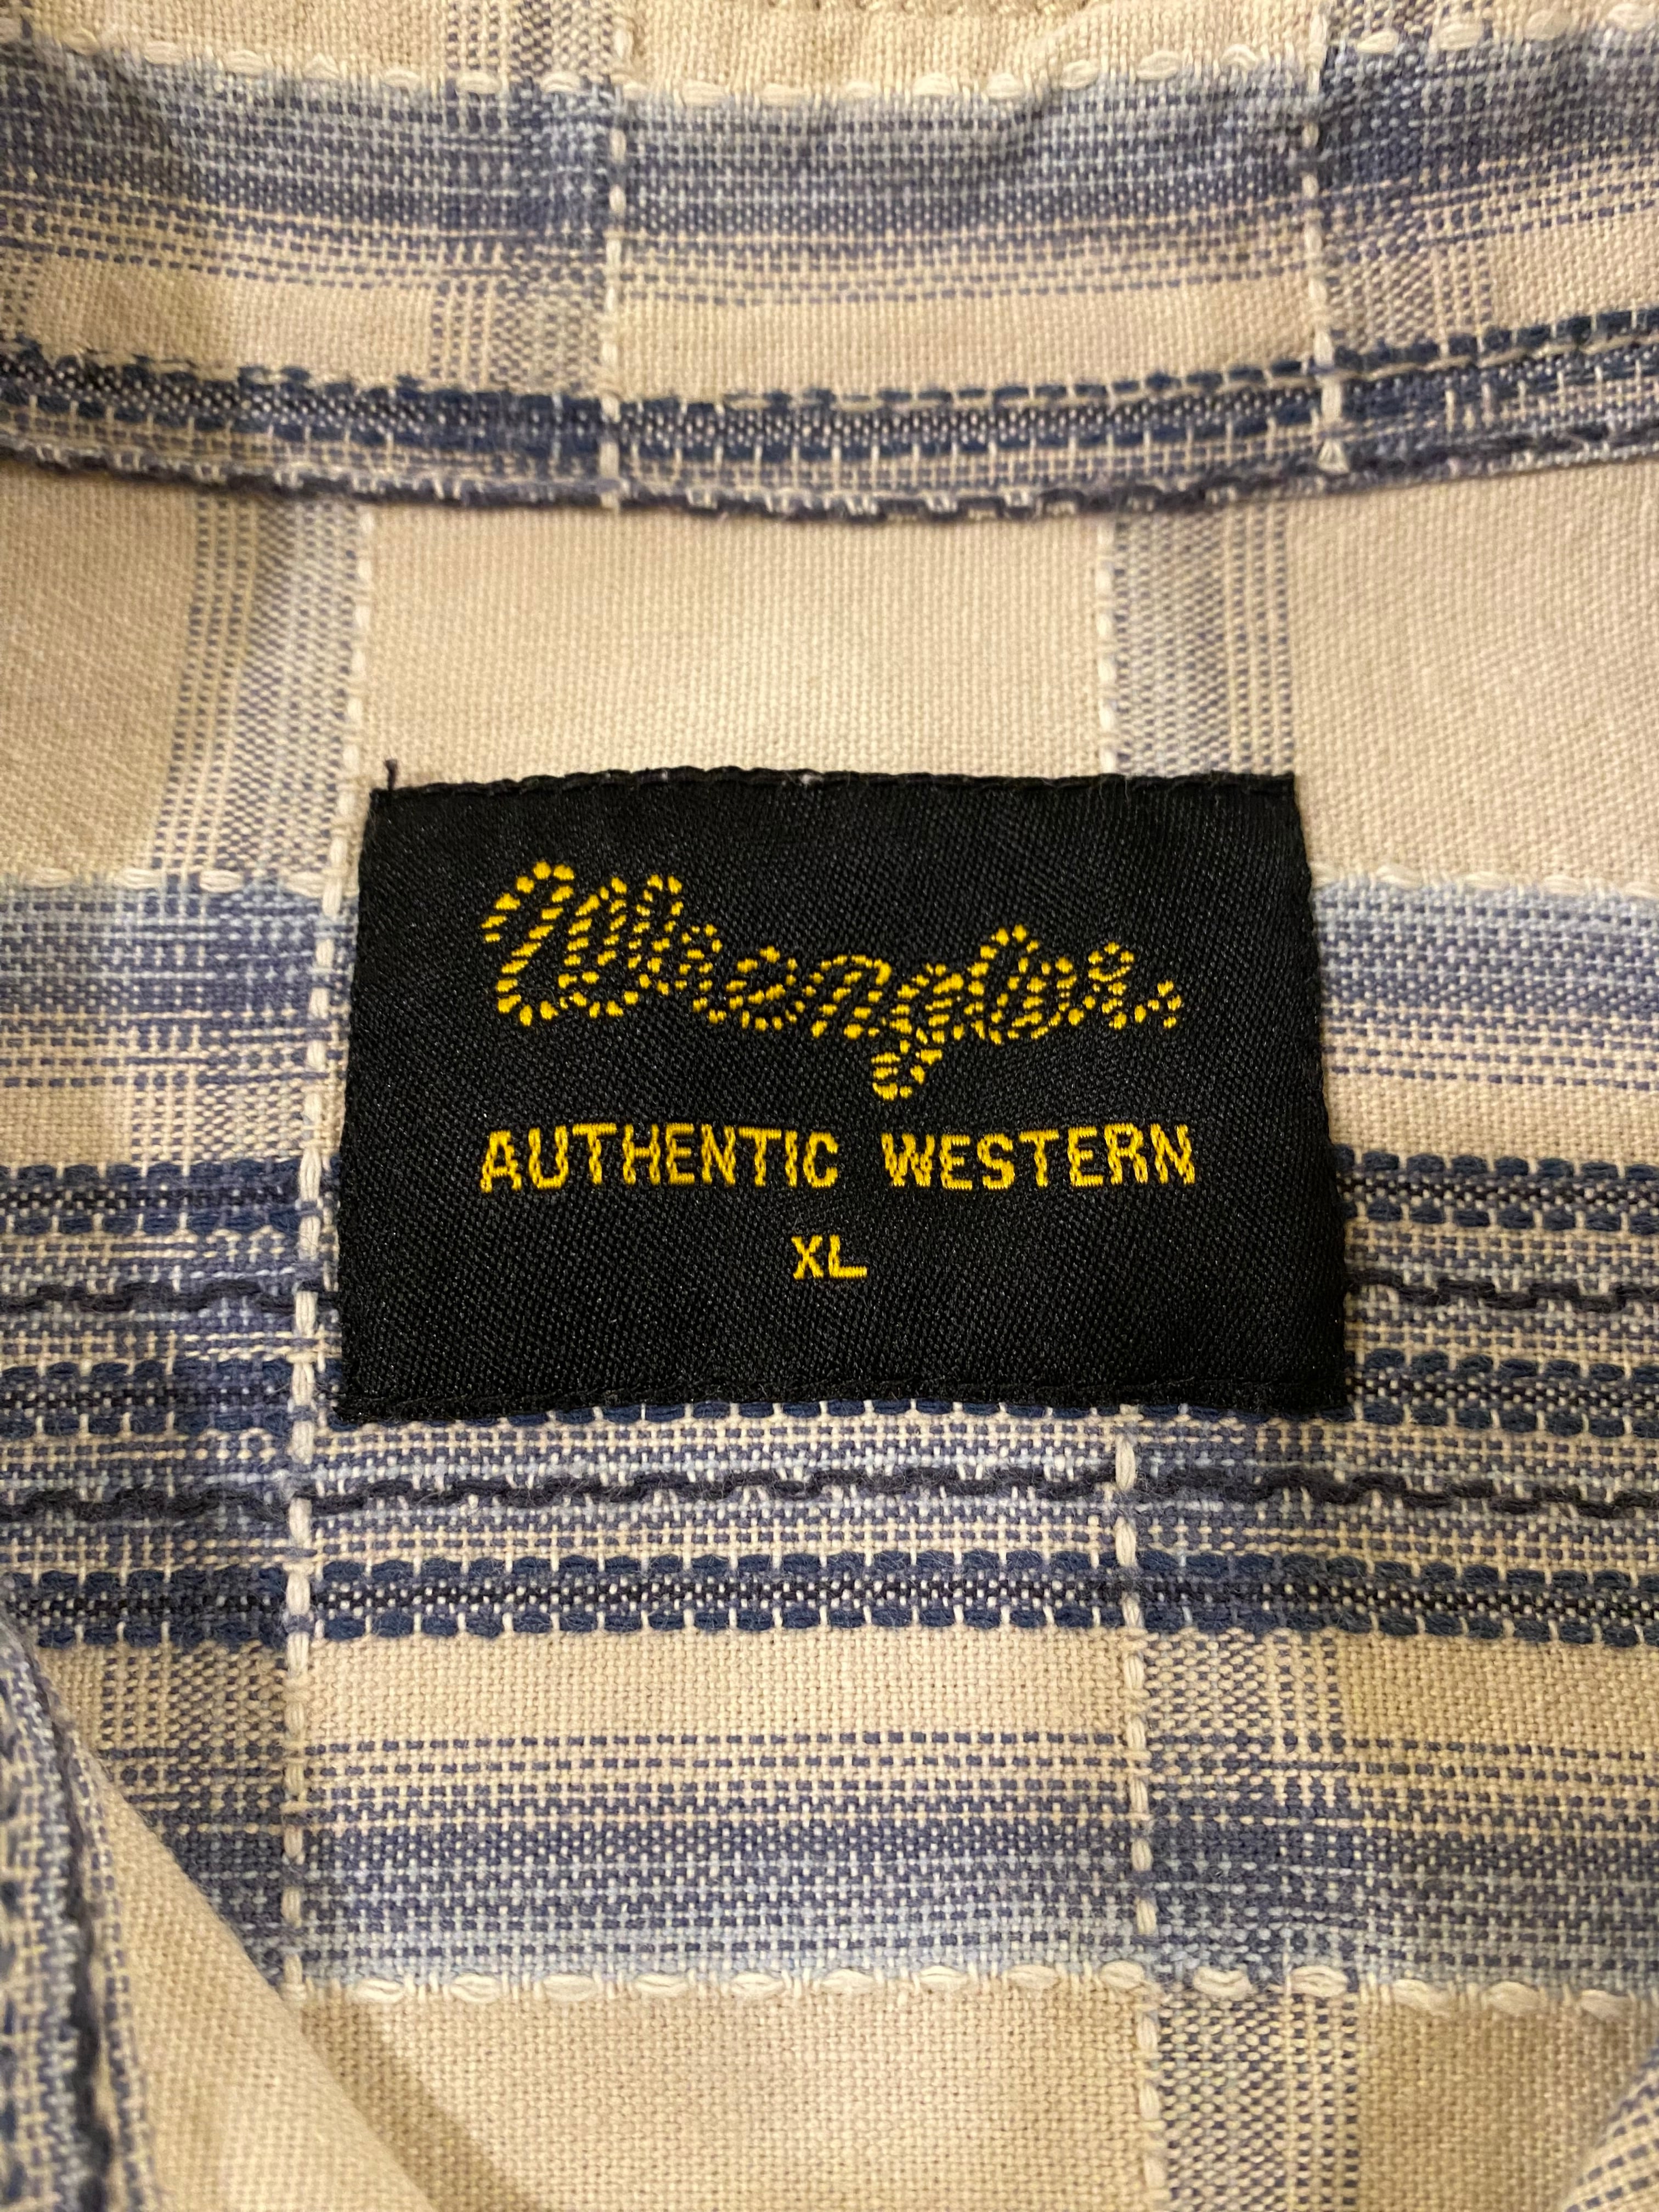 Wrangler.
AUTHENTIC WESTERN
XL